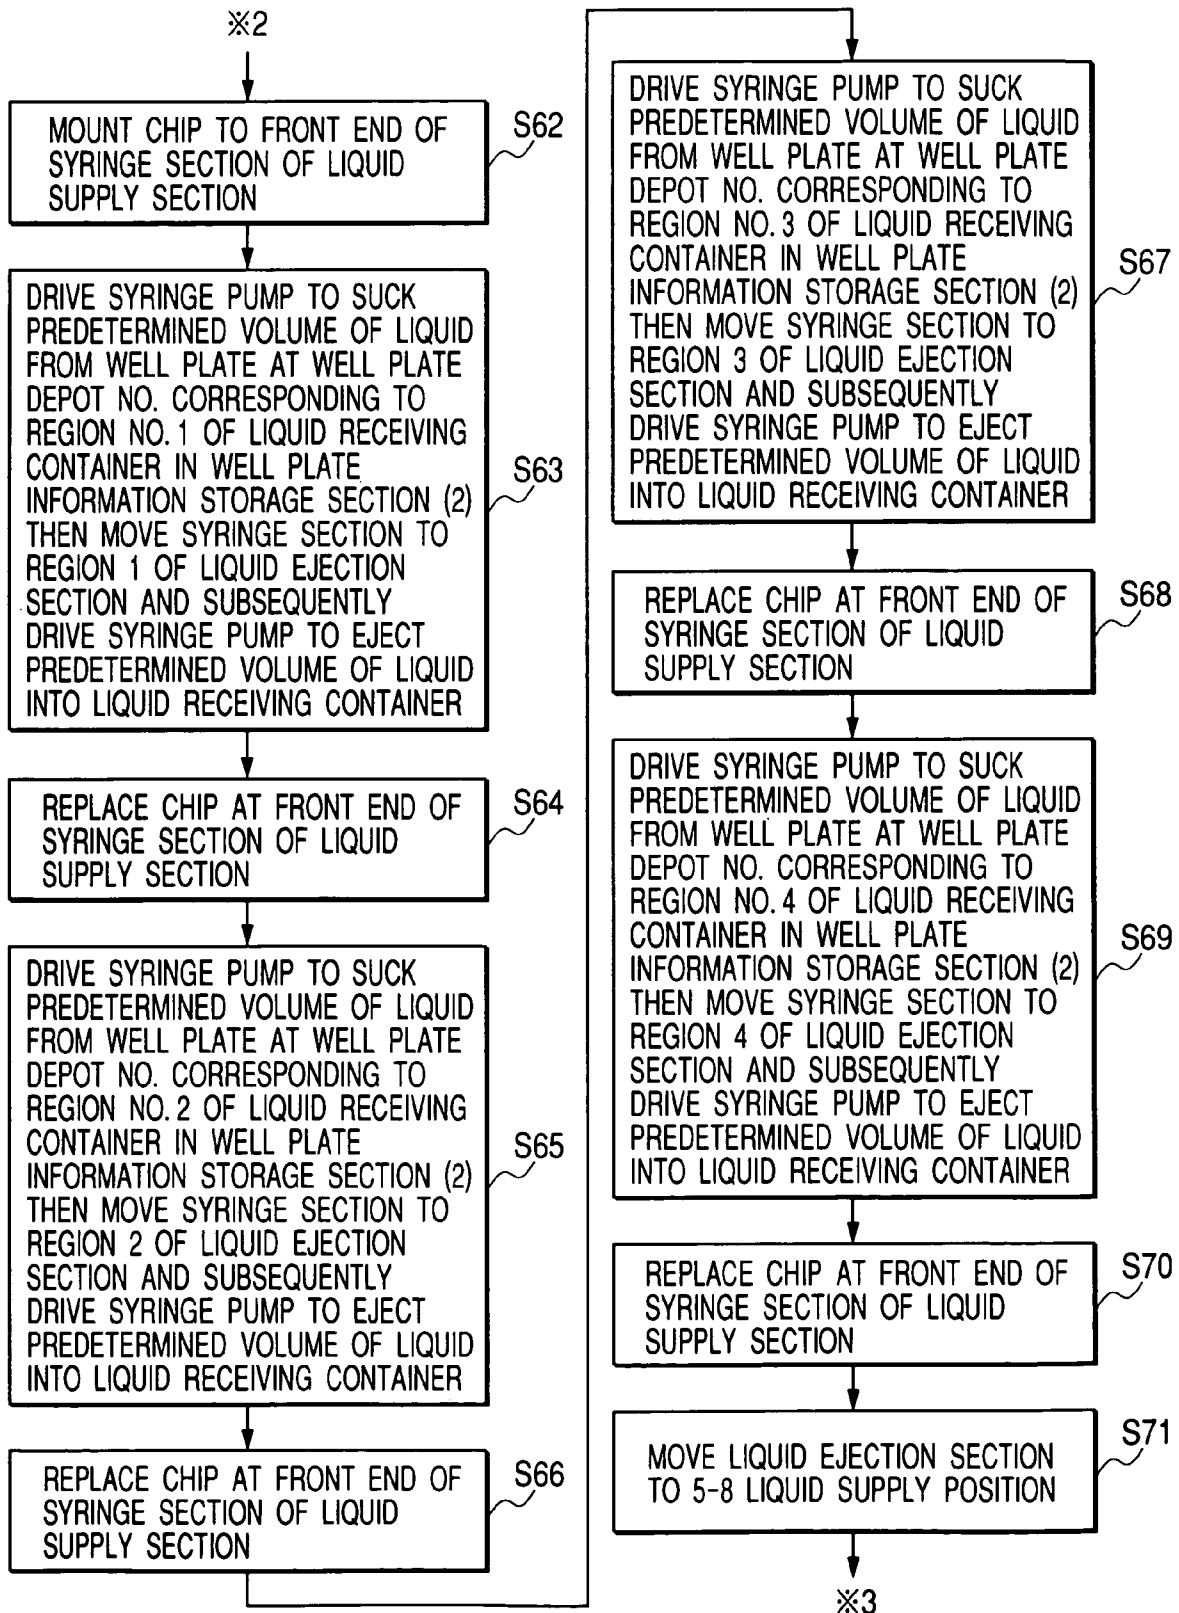 ※2
MOUNT CHIP TO FRONT END OF
SYRINGE SECTION OF LIQUID
SUPPLY SECTION
S62
DRIVE SYRINGE PUMP TO SUCK
PREDETERMINED VOLUME OF LIQUID
FROM WELL PLATE AT WELL PLATE
DEPOT NO. CORRESPONDING TO
REGION NO. 1 OF LIQUID RECEIVING
CONTAINER IN WELL PLATE
INFORMATION STORAGE SECTION (2)
THEN MOVE SYRINGE SECTION TO
REGION 1 OF LIQUID EJECTION
SECTION AND SUBSEQUENTLY
DRIVE SYRINGE PUMP TO EJECT
PREDETERMINED VOLUME OF LIQUID
INTO LIQUID RECEIVING CONTAINER
S63
REPLACE CHIP AT FRONT END OF
SYRINGE SECTION OF LIQUID
SUPPLY SECTION
S64
DRIVE SYRINGE PUMP TO SUCK
PREDETERMINED VOLUME OF LIQUID
FROM WELL PLATE AT WELL PLATE
DEPOT NO. CORRESPONDING TO
REGION NO. 2 OF LIQUID RECEIVING
CONTAINER IN WELL PLATE
INFORMATION STORAGE SECTION (2)
THEN MOVE SYRINGE SECTION TO
REGION 2 OF LIQUID EJECTION
SECTION AND SUBSEQUENTLY
DRIVE SYRINGE PUMP TO EJECT
PREDETERMINED VOLUME OF LIQUID
INTO LIQUID RECEIVING CONTAINER
S65
REPLACE CHIP AT FRONT END OF
SYRINGE SECTION OF LIQUID
SUPPLY SECTION
S66
DRIVE SYRINGE PUMP TO SUCK
PREDETERMINED VOLUME OF LIQUID
FROM WELL PLATE AT WELL PLATE
DEPOT NO. CORRESPONDING TO
REGION NO. 3 OF LIQUID RECEIVING
CONTAINER IN WELL PLATE
INFORMATION STORAGE SECTION (2)
THEN MOVE SYRINGE SECTION TO
REGION 3 OF LIQUID EJECTION
SECTION AND SUBSEQUENTLY
DRIVE SYRINGE PUMP TO EJECT
PREDETERMINED VOLUME OF LIQUID
INTO LIQUID RECEIVING CONTAINER
S67
REPLACE CHIP AT FRONT END OF
SYRINGE SECTION OF LIQUID
SUPPLY SECTION
S68
DRIVE SYRINGE PUMP TO SUCK
PREDETERMINED VOLUME OF LIQUID
FROM WELL PLATE AT WELL PLATE
DEPOT NO. CORRESPONDING TO
REGION NO. 4 OF LIQUID RECEIVING
CONTAINER IN WELL PLATE
INFORMATION STORAGE SECTION (2)
THEN MOVE SYRINGE SECTION TO
REGION 4 OF LIQUID EJECTION
SECTION AND SUBSEQUENTLY
DRIVE SYRINGE PUMP TO EJECT
PREDETERMINED VOLUME OF LIQUID
INTO LIQUID RECEIVING CONTAINER
S69
REPLACE CHIP AT FRONT END OF
SYRINGE SECTION OF LIQUID
SUPPLY SECTION
S70
MOVE LIQUID EJECTION SECTION
TO 5-8 LIQUID SUPPLY POSITION
S71
※3